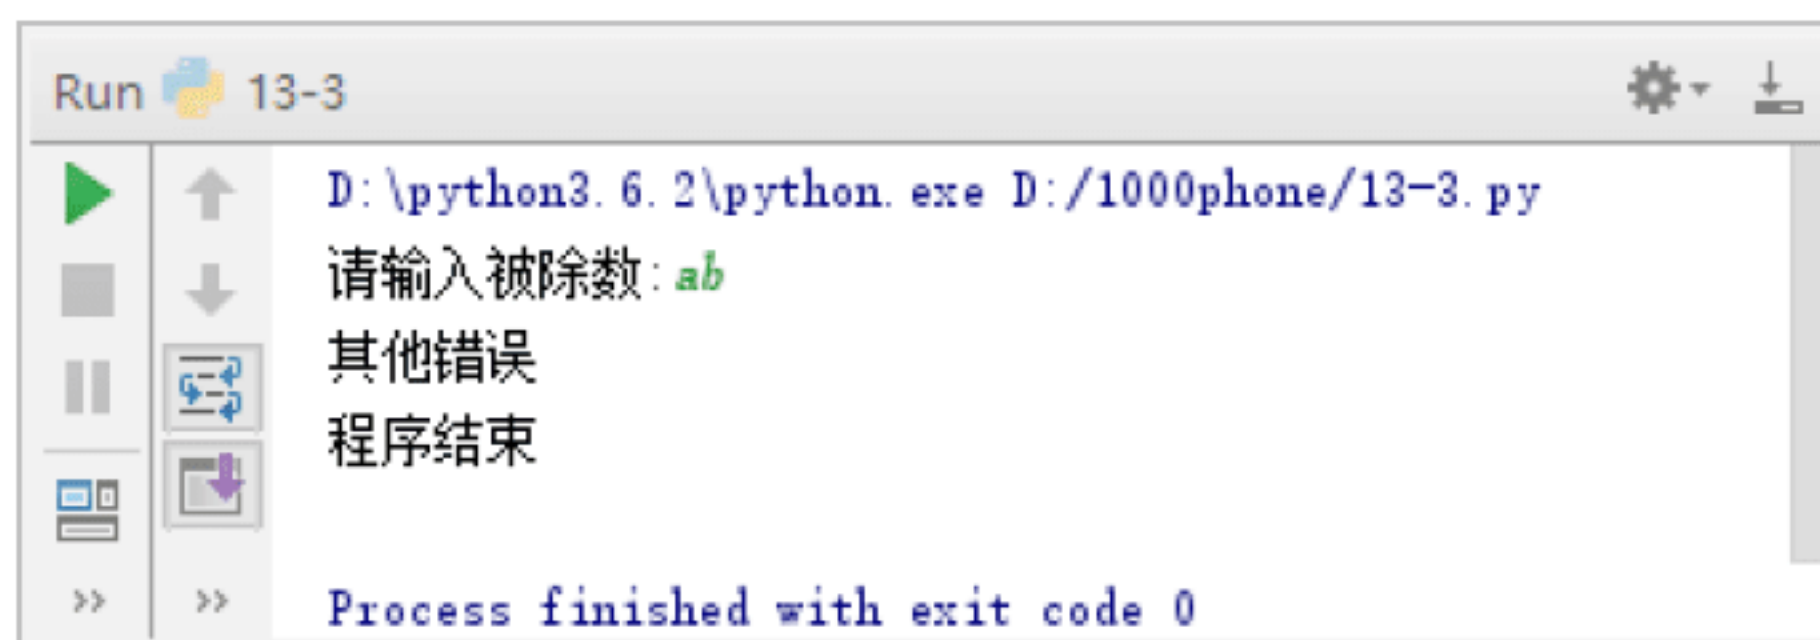 Run 13-3
D:\python3.6.2\python.exe D:/1000phone/13-3.py
请输入被除数:ab
其他错误
程序结束
Process finished with exit code 0